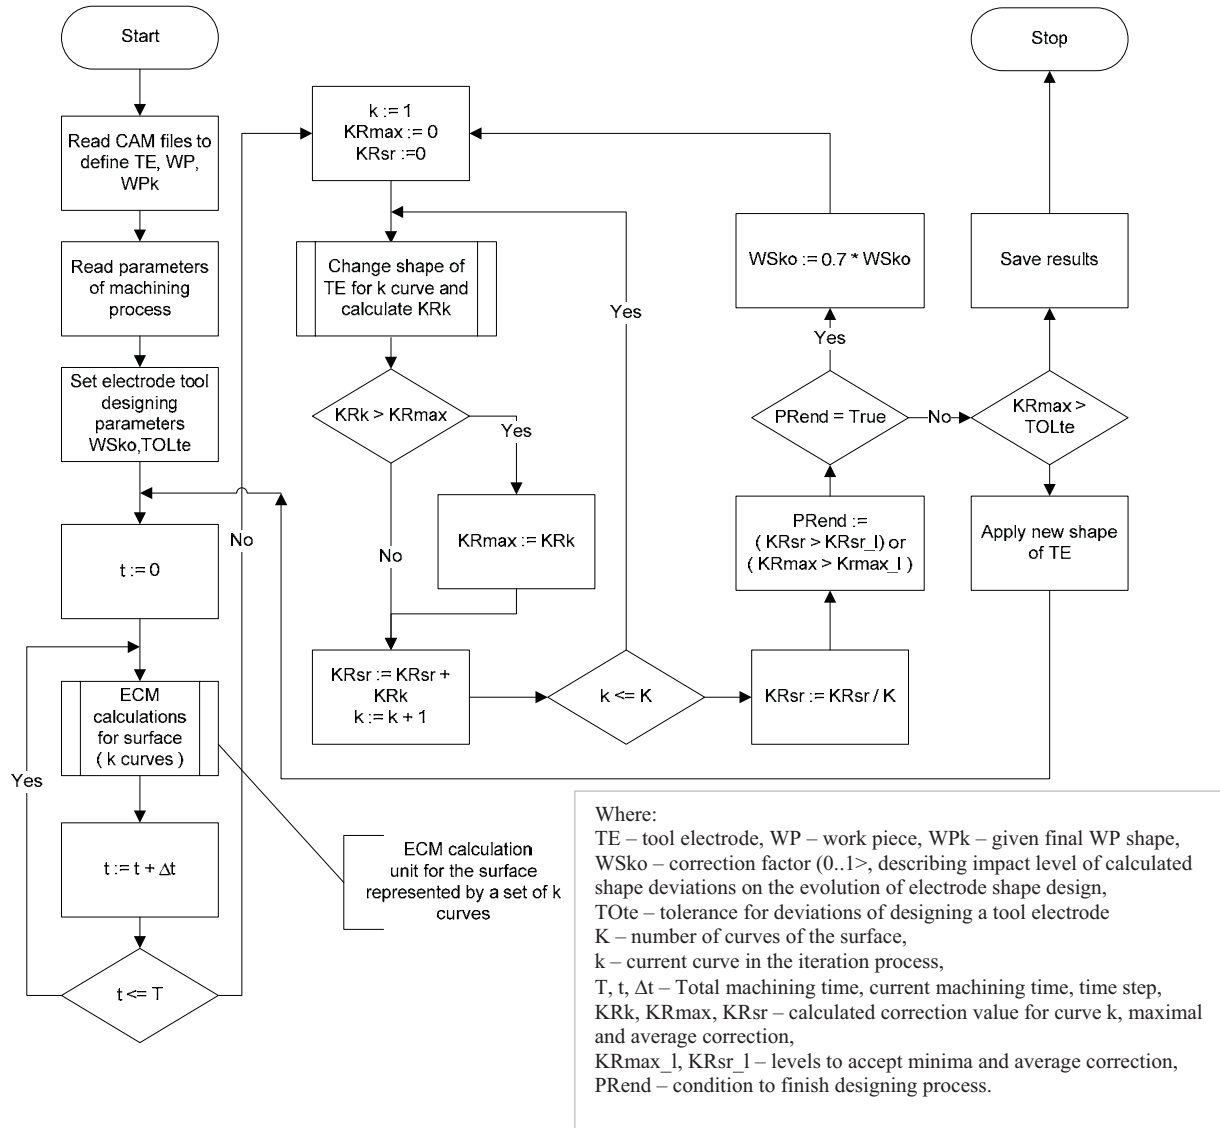 Start
Read CAM files to
define TE, WP,
WPk
Read parameters
of machining
process
Set electrode tool
designing
parameters
WSko,TOLte
t := 0
ECM
calculations
for surface
( k curves )
Yes
t := t + Δt
t <= T
No
k := 1
KRmax := 0
KRsr :=0
Change shape of
TE for k curve and
calculate KRk
KRk > KRmax
Yes
No
KRmax := KRk
KRsr := KRsr +
KRk
k := k + 1
k <= K
Yes
KRsr := KRsr / K
PRend :=
( KRsr > KRsr_l) or
( KRmax > Krmax_l )
PRend = True
Yes
No
WSko := 0.7 * WSko
KRmax >
TOLte
Save results
Stop
Apply new shape
of TE
ECM calculation
unit for the surface
represented by a set of k
curves
Where:
TE – tool electrode, WP – work piece, WPk – given final WP shape,
WSko – correction factor (0..1>, describing impact level of calculated
shape deviations on the evolution of electrode shape design,
TOte – tolerance for deviations of designing a tool electrode
K – number of curves of the surface,
k – current curve in the iteration process,
T, t, Δt – Total machining time, current machining time, time step,
KRk, KRmax, KRsr – calculated correction value for curve k, maximal
and average correction,
KRmax_l, KRsr_l – levels to accept minima and average correction,
PRend – condition to finish designing process.